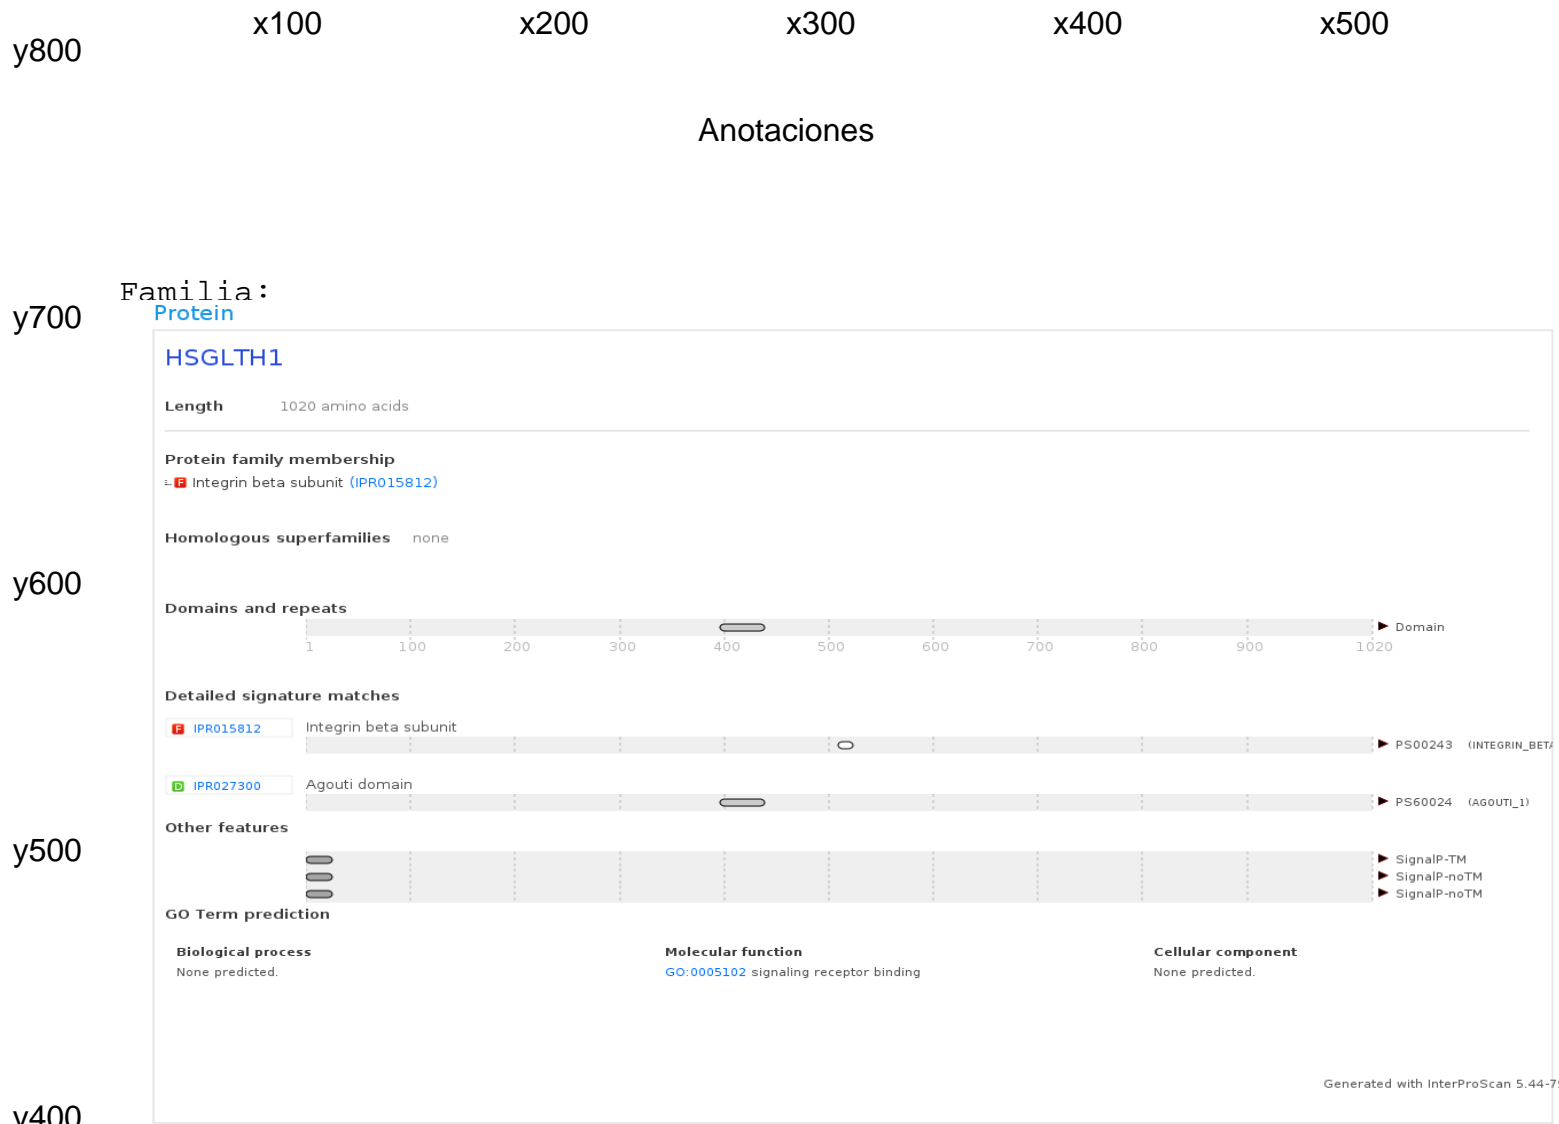 x100 x200 x300 x400 x500
y800
Anotaciones
Familia:
y700
Protein
HSGLTH1
Length 1020 amino acids
Protein family membership
F Integrin beta subunit (IPR015812)
Homologous superfamilies none
y600
Domains and repeats
Domain
1 100 200 300 400 500 600 700 800 900 1020
Detailed signature matches
F IPR015812 Integrin beta subunit
PS00243 (INTEGRIN_BETA
D IPR027300 Agouti domain
PS60024 (AGOUTI_1)
Other features
y500
SignalP-TM
SignalP-noTM
SignalP-noTM
GO Term prediction
Biological process Molecular function Cellular component
None predicted. GO:0005102 signaling receptor binding None predicted.
Generated with InterProScan 5.44-7
y400